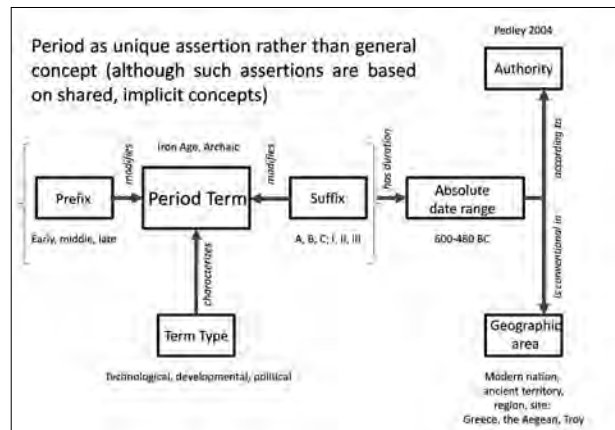 Period as unique assertion rather than general
concept (although such assertions are based
on shared, implicit concepts)
Pedley 2004
Authority
according to
Iron Age, Archaic
modifies
modifies
has duration
Prefix
Period Term
Suffix
Absolute
date range
Early, middle, late
A, B, C; I, II, III
600-480 BC
is conventional in
characterizes
Term Type
Technological, developmental, political
Geographic
area
Modern nation,
ancient territory,
region, site:
Greece, the Aegean, Troy